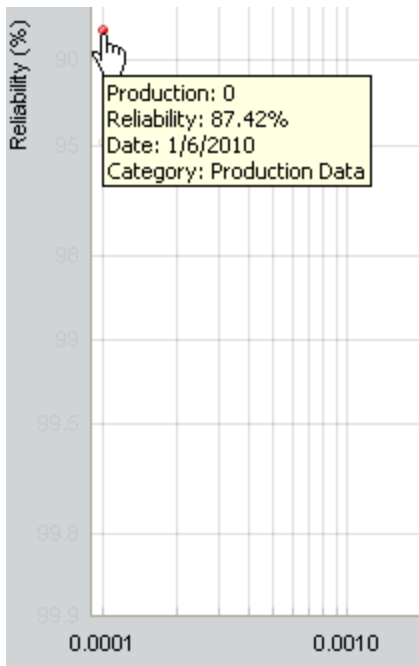 Reliability (%)
90
Production: 0
Reliability: 87.42%
Date: 1/6/2010
Category: Production Data
95
98
99
99.5
99.8
99.9
0.0001
0.0010